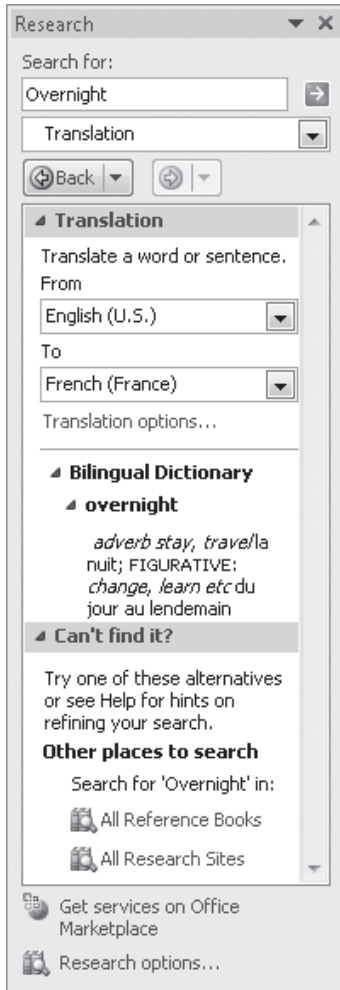 Research
Search for:
Overnight
Translation
Back
Translation
Translate a word or sentence.
From
English (U.S.)
To
French (France)
Translation options...
Bilingual Dictionary
overnight
adverb stay, travel la
nuit; FIGURATIVE:
change, learn etc du
jour au lendemain
Can't find it?
Try one of these alternatives
or see Help for hints on
refining your search.
Other places to search
Search for 'Overnight' in:
All Reference Books
All Research Sites
Get services on Office
Marketplace
Research options...